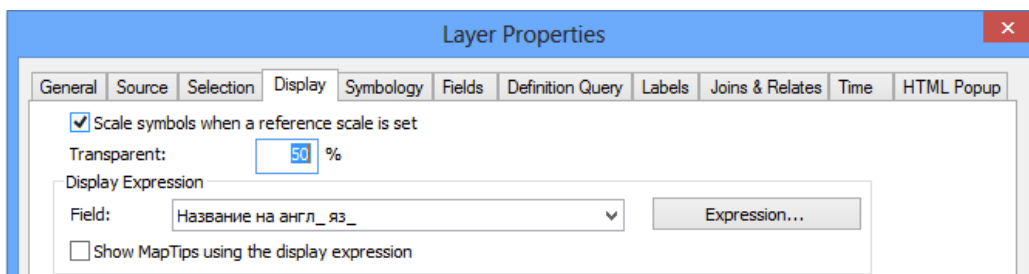 Layer Properties
General Source Selection Display Symbology Fields Definition Query Labels Joins & Relates Time HTML Popup
Scale symbols when a reference scale is set
Transparent: 50 %
Display Expression
Field: Название на англ_ яз_ Expression...
Show MapTips using the display expression